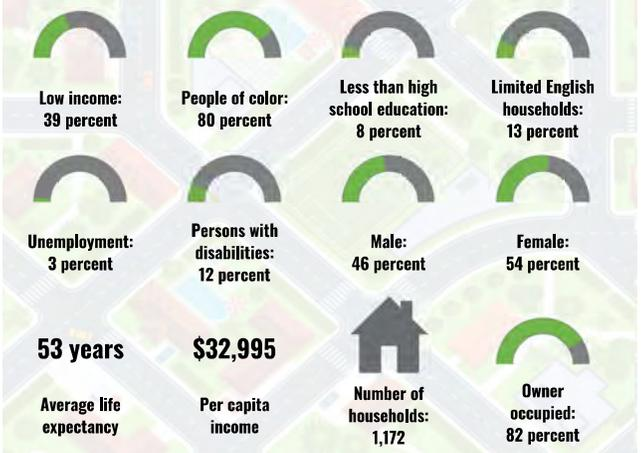 Low income:
39 percent
People of color:
80 percent
Less than high
school education:
8 percent
Limited English
households:
13 percent
Unemployment:
3 percent
Persons with
disabilities:
12 percent
Male:
46 percent
Female:
54 percent
53 years
Average life
expectancy
$32,995
Per capita
income
Number of
households:
1,172
Owner
occupied:
82 percent